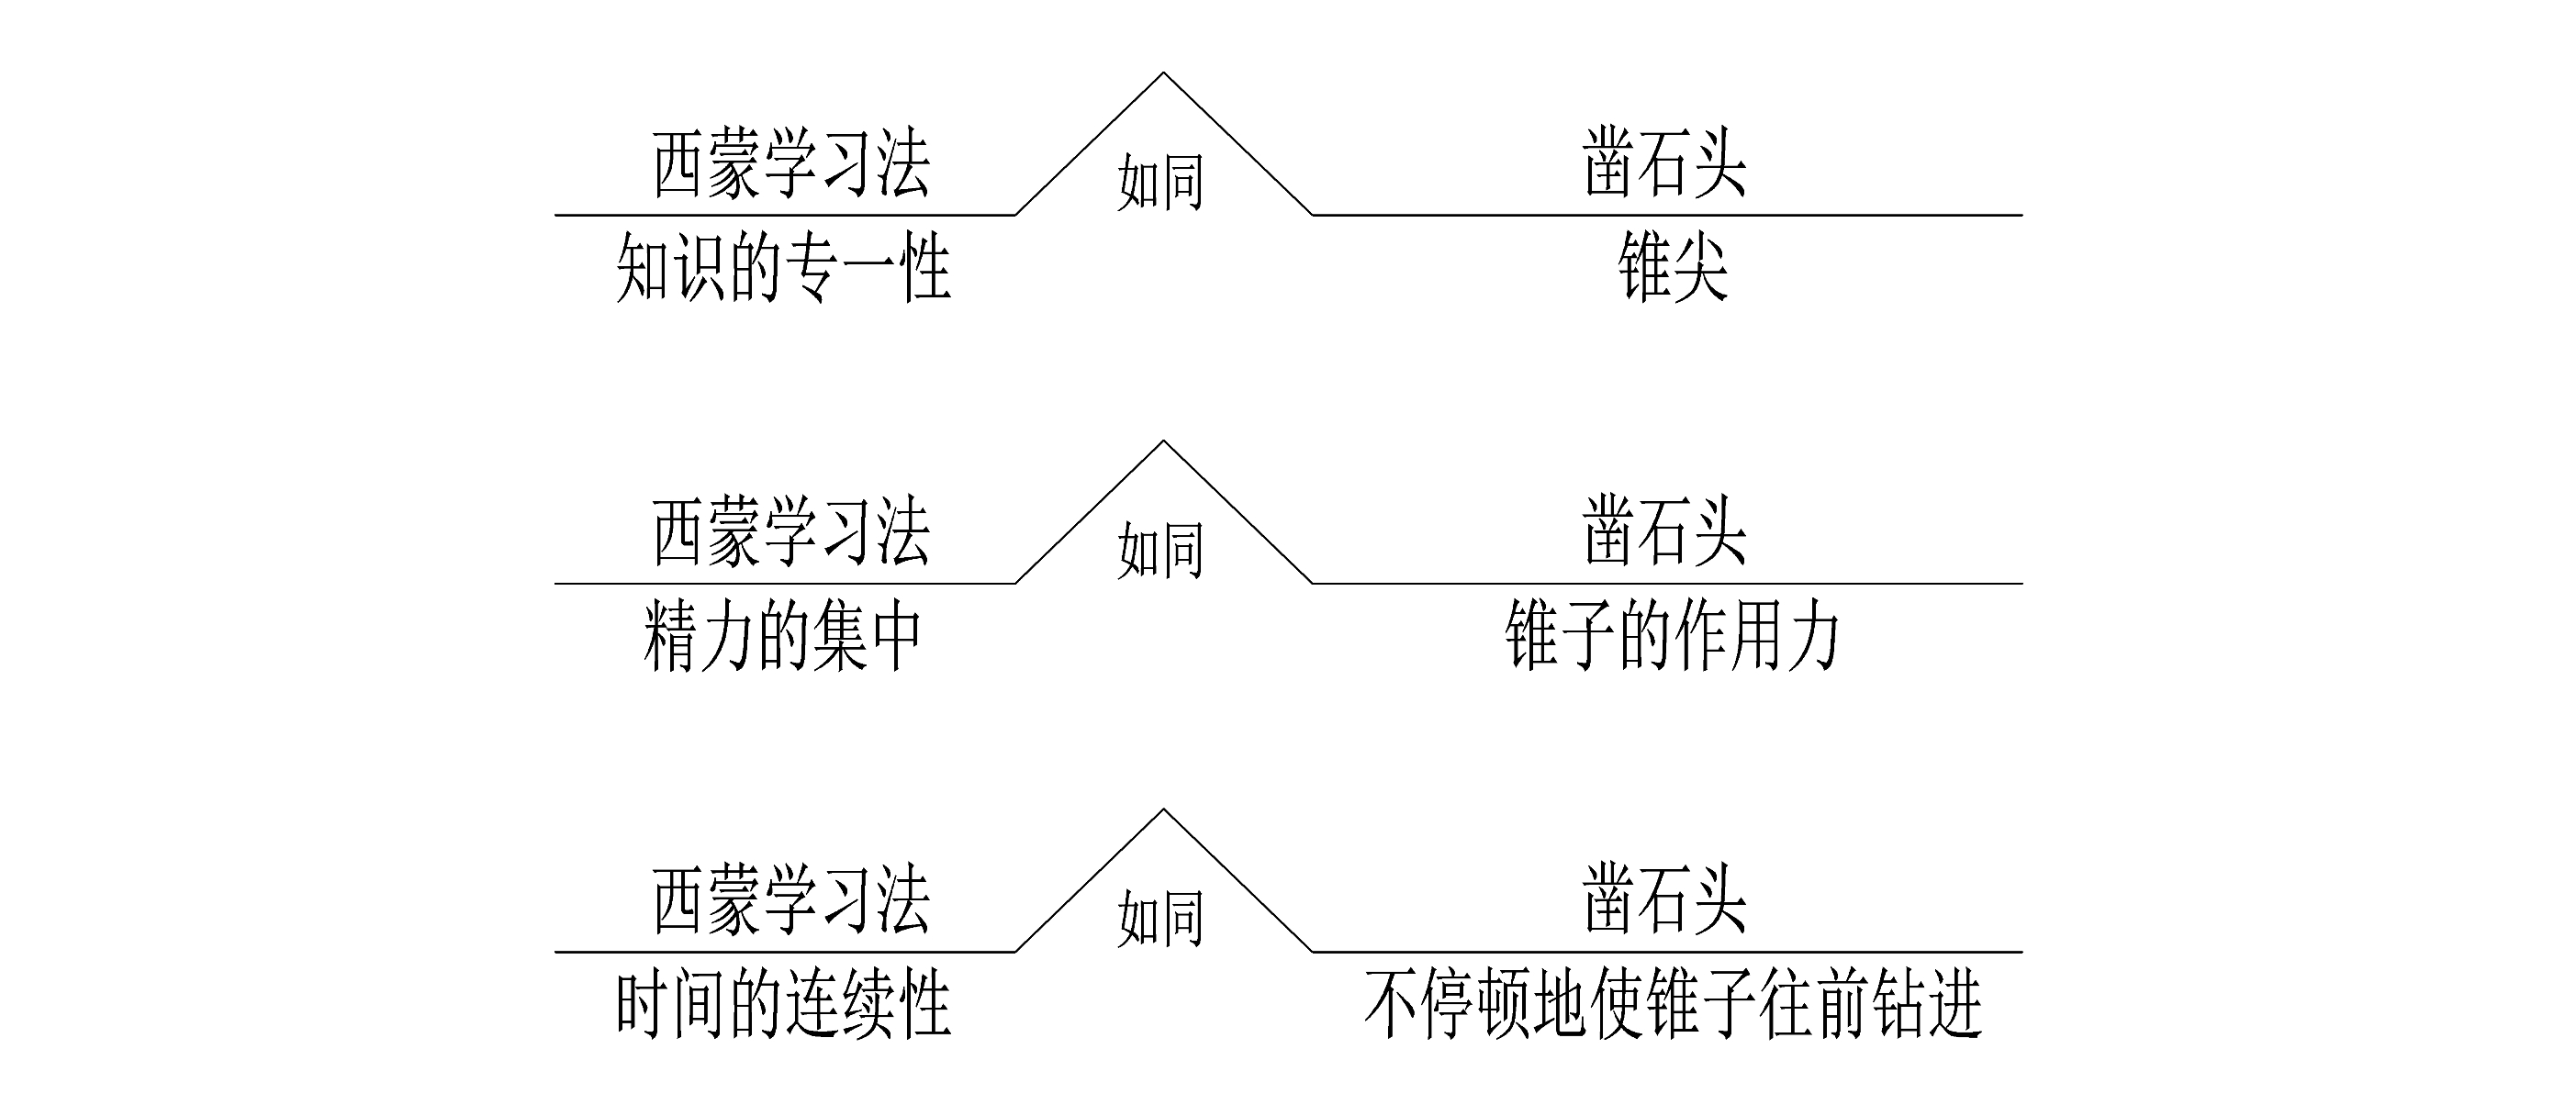 西蒙学习法 如同 凿石头
知识的专一性 锥尖
西蒙学习法 如同 凿石头
精力的集中 锥子的作用力
西蒙学习法 如同 凿石头
时间的连续性 不停顿地使锥子往前钻进